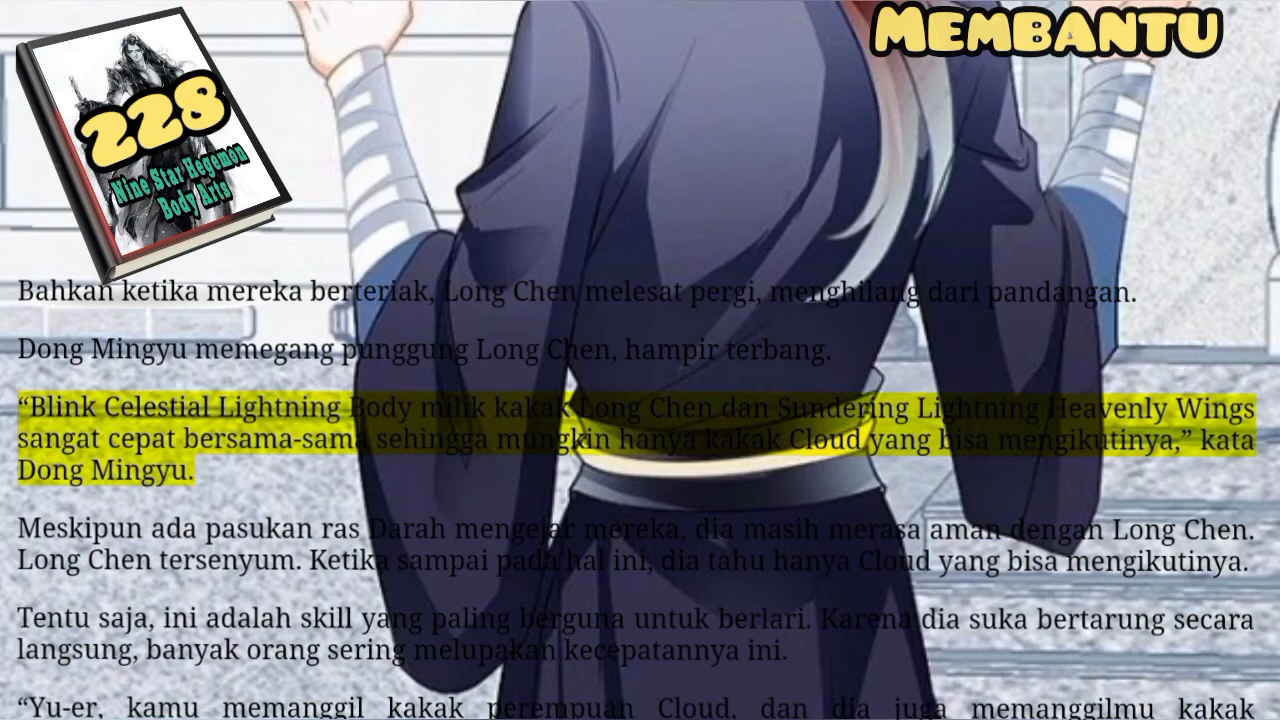 MEMBANTU
228
Nine Star Hegemon
Body Arts
Bahkan ketika mereka berteriak, Long Chen melesat pergi, menghilang dari pandangan.
Dong Mingyu memegang punggung Long Chen, hampir terbang.
“Blink Celestial Lightning Body milik kakak Long Chen dan Sundering Lightning Heavenly Wings
sangat cepat bersama-sama sehingga mungkin hanya kakak Cloud yang bisa mengikutinya,” kata
Dong Mingyu.
Meskipun ada pasukan ras Darah mengejar mereka, dia masih merasa aman dengan Long Chen.
Long Chen tersenyum. Ketika sampai pada hal ini, dia tahu hanya Cloud yang bisa mengikutinya.
Tentu saja, ini adalah skill yang paling berguna untuk berlari. Karena dia suka bertarung secara
langsung, banyak orang sering melupakan kecepatannya ini.
“Yu-er, kamu memanggil kakak perempuan Cloud, dan dia juga memanggilmu kakak